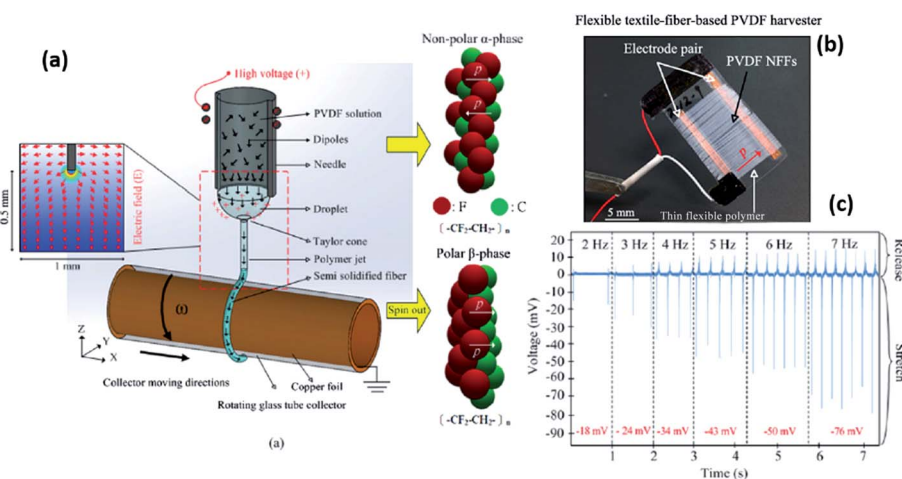 (a)
High voltage (+)
PVDF solution
Dipoles
Needle
Droplet
Taylor cone
Polymer jet
Semi solidified fiber
Electric field (E)
0.5 mm
1 mm
ω
Z
Y
X
Collector moving directions
Copper foil
Rotating glass tube collector
(a)
Spin out
Non-polar α-phase
p
p
: F : C
[-CF2-CH2-]n
Polar β-phase
p
p
[-CF2-CH2-]n
Flexible textile-fiber-based PVDF harvester
(b)
Electrode pair
PVDF NFFs
P
5 mm
Thin flexible polymer
(c)
2 Hz 3 Hz 4 Hz 5 Hz 6 Hz 7 Hz
Voltage (mV)
20
10
0
-10
-20
-30
-40
-50
-60
-70
-80
-90
-18 mV -24 mV -34 mV -43 mV -50 mV -76 mV
1 2 3 4 5 6 7
Time (s)
Release
Stretch